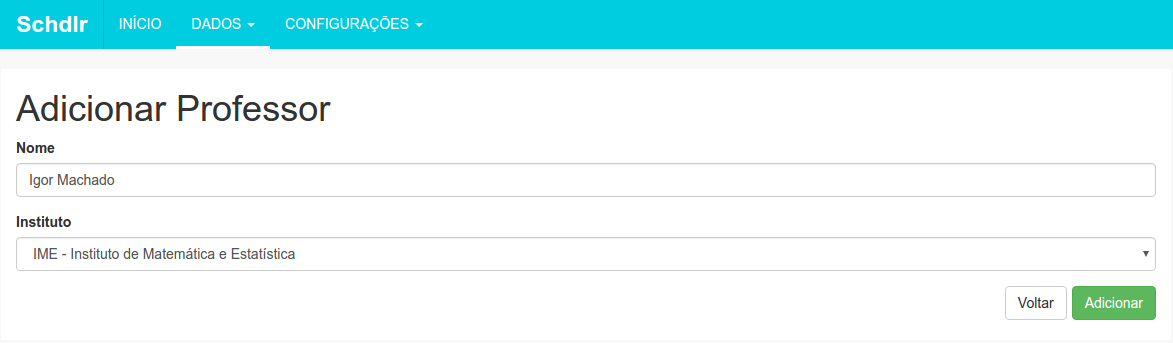 Schdlr INÍCIO DADOS CONFIGURAÇÕES
Adicionar Professor
Nome
Igor Machado
Instituto
IME - Instituto de Matemática e Estatística
Voltar Adicionar